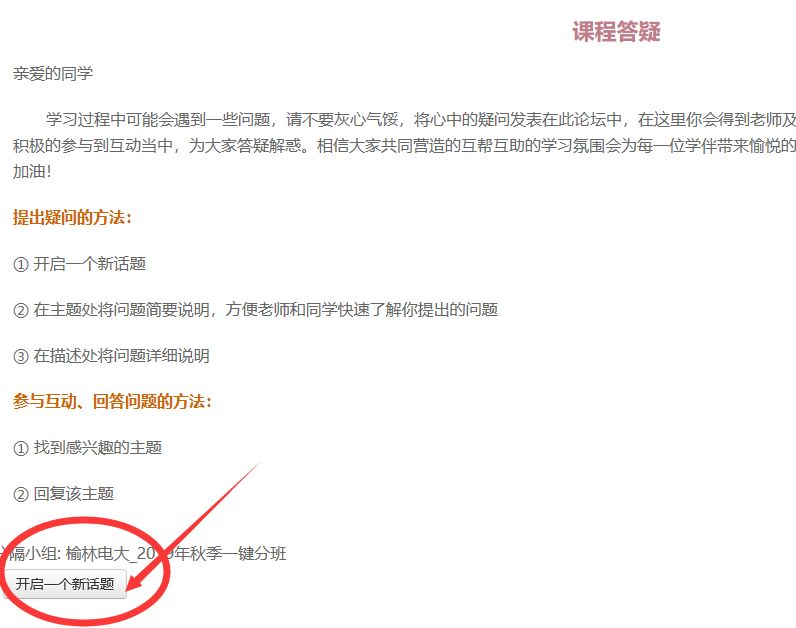 课程答疑
亲爱的同学
学习过程中可能会遇到一些问题，请不要灰心气馁，将心中的疑问发表在此论坛中，在这里你会得到老师及
积极的参与到互动当中，为大家答疑解惑。相信大家共同营造的互帮互助的学习氛围会为每一位学伴带来愉悦的
加油！
提出疑问的方法：
① 开启一个新话题
② 在主题处将问题简要说明，方便老师和同学快速了解你提出的问题
③ 在描述处将问题详细说明
参与互动、回答问题的方法：
① 找到感兴趣的主题
② 回复该主题
隔小组: 榆林电大_2019年秋季一键分班
开启一个新话题